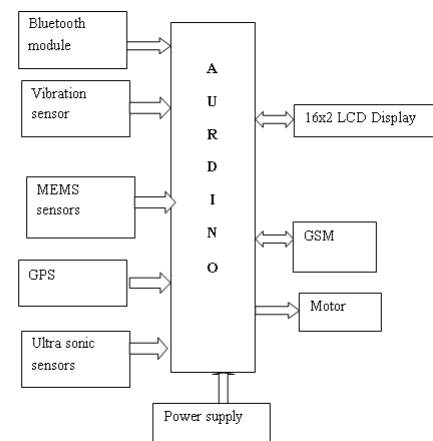 Bluetooth
module
Vibration
sensor
MEMS
sensors
GPS
Ultra sonic
sensors
A
U
R
D
I
N
O
16x2 LCD Display
GSM
Motor
Power supply